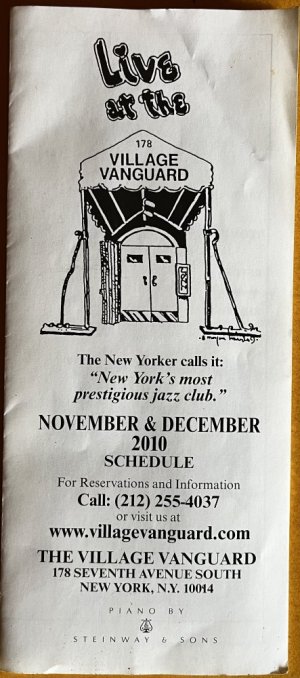 Live
at the
178
VILLAGE
VANGUARD
JAZZ
The New Yorker calls it:
“New York's most
prestigious jazz club.”
NOVEMBER & DECEMBER
2010
SCHEDULE
For Reservations and Information
Call: (212) 255-4037
or visit us at
www.villagevanguard.com
THE VILLAGE VANGUARD
178 SEVENTH AVENUE SOUTH
NEW YORK, N.Y. 10014
PIANO BY
STEINWAY & SONS